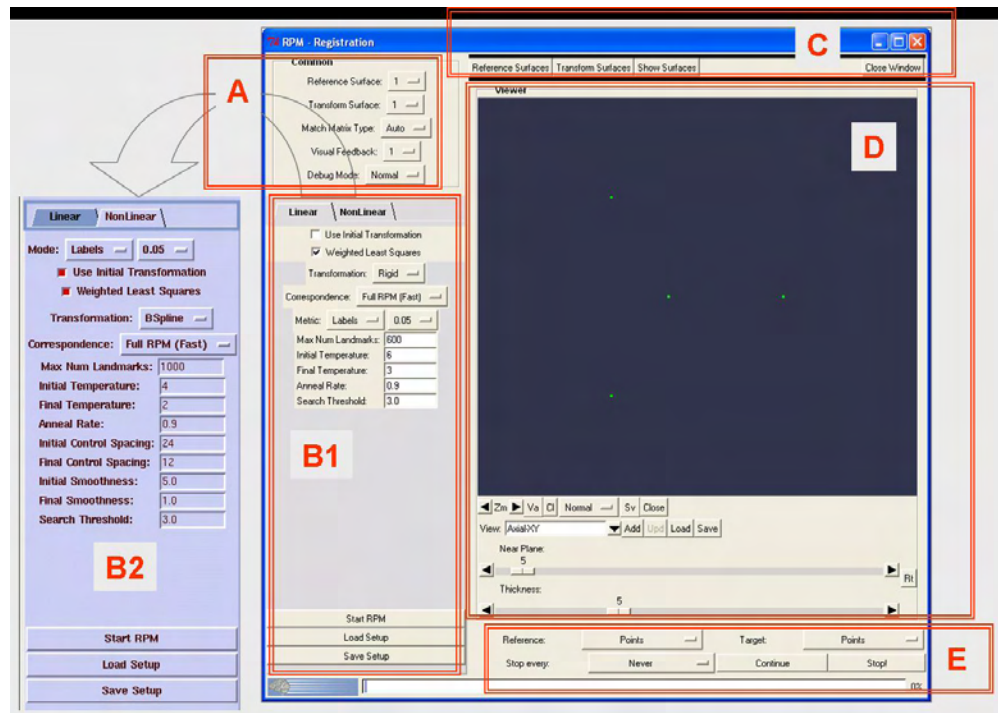 RPM - Registration
C
A
Common
Reference Surface: 1
Transform Surface: 1
Match Matrix Type: Auto
Visual Feedback: 1
Debug Mode: Normal
Reference Surfaces Transform Surfaces Show Surfaces Close Window
Viewer
D
Linear NonLinear
Mode: Labels 0.05
Use Initial Transformation
Weighted Least Squares
Transformation: BSpline
Correspondence: Full RPM (Fast)
Max Num Landmarks: 1000
Initial Temperature: 4
Final Temperature: 2
Anneal Rate: 0.9
Initial Control Spacing: 24
Final Control Spacing: 12
Initial Smoothness: 5.0
Final Smoothness: 1.0
Search Threshold: 3.0
B2
Start RPM
Load Setup
Save Setup
Linear NonLinear
Use Initial Transformation
Weighted Least Squares
Transformation: Rigid
Correspondence: Full RPM (Fast)
Metric: Labels 0.05
Max Num Landmarks: 600
Initial Temperature: 6
Final Temperature: 3
Anneal Rate: 0.9
Search Threshold: 3.0
B1
Start RPM
Load Setup
Save Setup
Zm Va Cl Normal Sv Close
View: Axial-XY Add Upd Load Save
Near Plane:
5
Rt
Thickness:
5
Reference: Points Target: Points
Stop every: Never Continue Stop!
E
0%